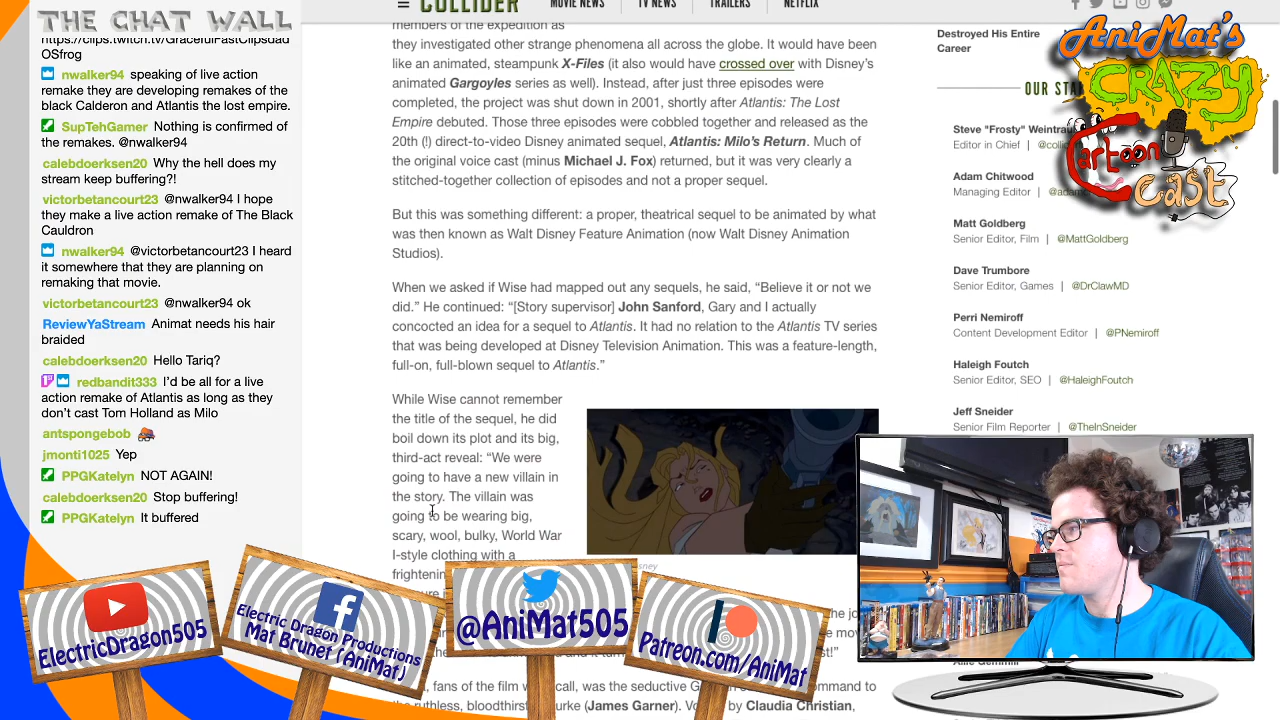 THE CHAT WALL
https://clips.twitch.tv/GracefulFastClipsdad
OSfrog
nwalker94 speaking of live action
remake they are developing remakes of the
black Calderon and Atlantis the lost empire.
SupTehGamer Nothing is confirmed of
the remakes. @nwalker94
calebdoerksen20 Why the hell does my
stream keep buffering?!
victorbetancourt23 @nwalker94 I hope
they make a live action remake of The Black
Cauldron
nwalker94 @victorbetancourt23 I heard
it somewhere that they are planning on
remaking that movie.
victorbetancourt23 @nwalker94 ok
ReviewYaStream Animat needs his hair
braided
calebdoerksen20 Hello Tariq?
redbandit333 I'd be all for a live
action remake of Atlantis as long as they
don't cast Tom Holland as Milo
antspongebob
jmonti1025 Yep
PPGKatelyn NOT AGAIN!
calebdoerksen20 Stop buffering!
PPGKatelyn It buffered
COLLIDER
MOVIE NEWS TV NEWS TRAILERS NETFLIX
members of the expedition as
they investigated other strange phenomena all across the globe. It would have been
like an animated, steampunk X-Files (it also would have crossed over with Disney's
animated Gargoyles series as well). Instead, after just three episodes were
completed, the project was shut down in 2001, shortly after Atlantis: The Lost
Empire debuted. Those three episodes were cobbled together and released as the
20th (!) direct-to-video Disney animated sequel, Atlantis: Milo's Return. Much of
the original voice cast (minus Michael J. Fox) returned, but it was very clearly a
stitched-together collection of episodes and not a proper sequel.
But this was something different: a proper, theatrical sequel to be animated by what
was then known as Walt Disney Feature Animation (now Walt Disney Animation
Studios).
When we asked if Wise had mapped out any sequels, he said, “Believe it or not we
did.” He continued: “[Story supervisor] John Sanford, Gary and I actually
concocted an idea for a sequel to Atlantis. It had no relation to the Atlantis TV series
that was being developed at Disney Television Animation. This was a feature-length,
full-on, full-blown sequel to Atlantis.”
While Wise cannot remember
the title of the sequel, he did
boil down its plot and its big,
third-act reveal: “We were
going to have a new villain in
the story. The villain was
going to be wearing big,
scary, wool, bulky, World War
I-style clothing with a
fans of the film
call, was the seductive
ommand to
ruthless, bloodthirst
(James Garner).
by Claudia Christian,
Destroyed His Entire
Career
OUR STA
Steve "Frosty" Weintrau
Editor in Chief |
Adam Chitwood
Managing Editor |
Matt Goldberg
Senior Editor, Film | @MattGoldberg
Dave Trumbore
Senior Editor, Games | @DrClawMD
Perri Nemiroff
Content Development Editor | @PNemiroff
Haleigh Foutch
Senior Editor, SEO | @HaleighFoutch
Jeff Sneider
Senior Film Reporter | @TheInSneider
AniMat's
CRAZY
Cartoon
Cast
ElectricDragon505
Electric Dragon Productions
Mat Brunet (AniMat)
@AniMat505
Patreon.com/AniMat